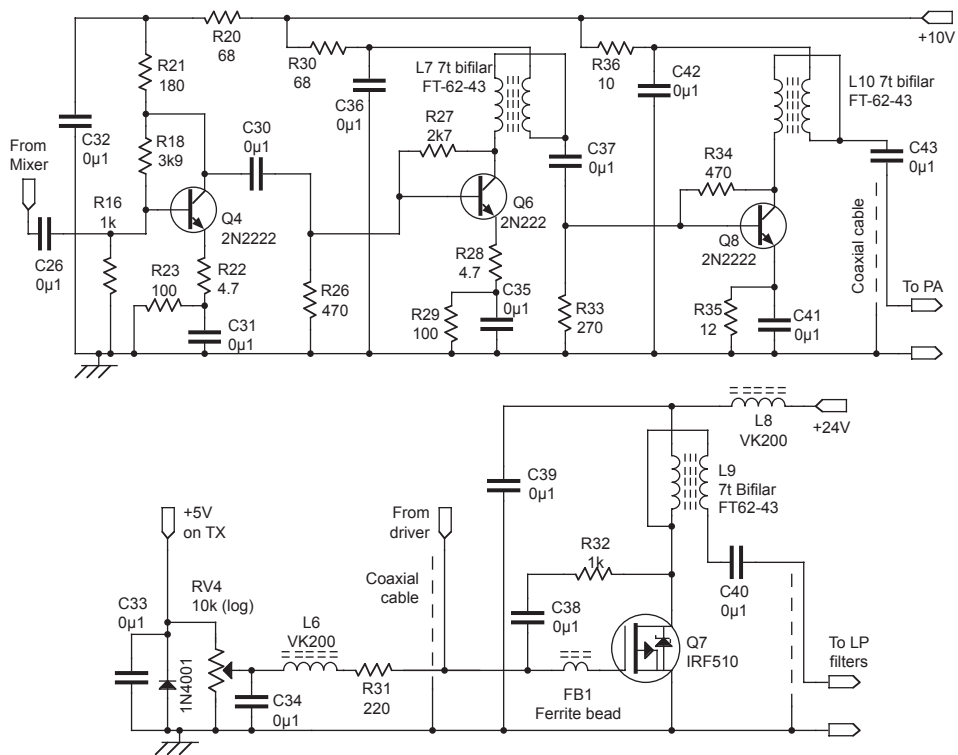 R20
68
+10V
R21
180
R30
68
L7 7t bifilar
FT-62-43
R36
10
C42
0µ1
L10 7t bifilar
FT-62-43
C36
0µ1
From
Mixer
C32
0µ1
R18
3k9
C30
0µ1
R27
2k7
C37
0µ1
R34
470
C43
0µ1
R16
1k
Q4
2N2222
Q6
2N2222
Q8
2N2222
Coaxial cable
C26
0µ1
R23
100
R22
4.7
R28
4.7
To PA
R26
470
C35
0µ1
R33
270
R29
100
R35
12
C41
0µ1
C31
0µ1
L8
VK200
+24V
C39
0µ1
L9
7t Bifilar
FT62-43
+5V
on TX
From
driver
R32
1k
RV4
10k (log)
Coaxial
cable
C40
0µ1
C33
0µ1
L6
VK200
C38
0µ1
Q7
IRF510
To LP
filters
1N4001
C34
0µ1
R31
220
FB1
Ferrite bead